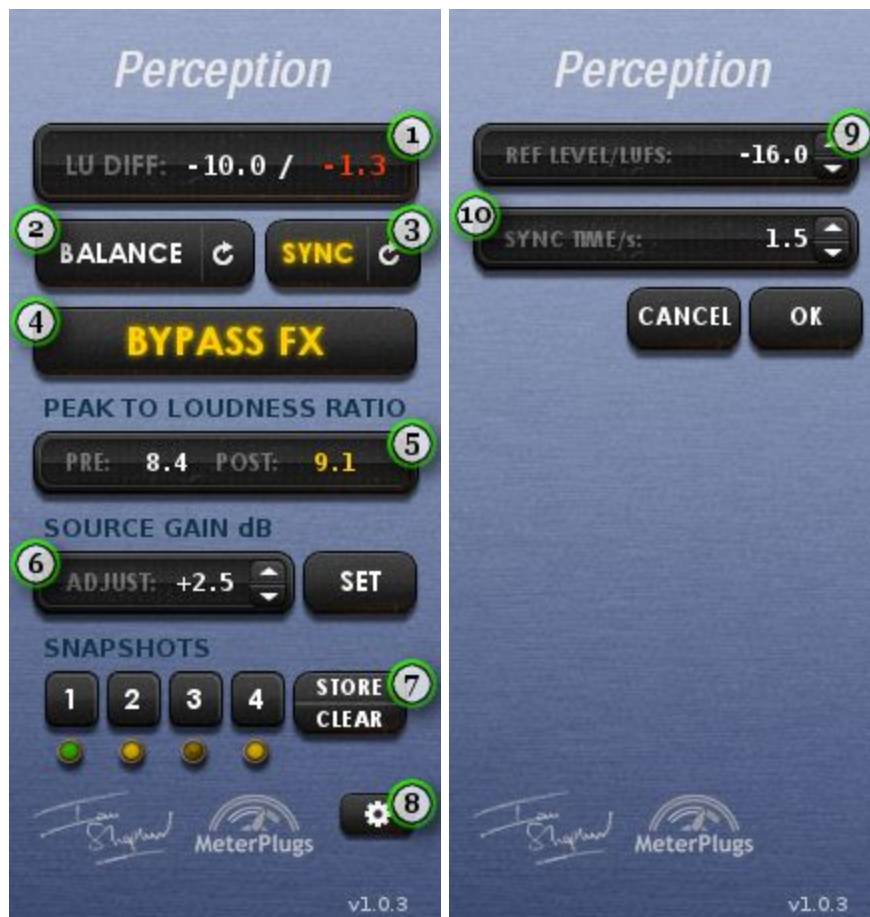 Perception
1
LU DIFF: -10.0 / -1.3
2
3
BALANCE SYNC
4
BYPASS FX
PEAK TO LOUDNESS RATIO
5
PRE: 8.4 POST: 9.1
SOURCE GAIN dB
6
ADJUST: +2.5 SET
SNAPSHOTS
1 2 3 4 STORE 7
CLEAR
8
Ian
MeterPlugs
v1.0.3
Perception
9
REF LEVEL/LUFS: -16.0
10
SYNC TIME/s: 1.5
CANCEL OK
Ian
MeterPlugs
v1.0.3